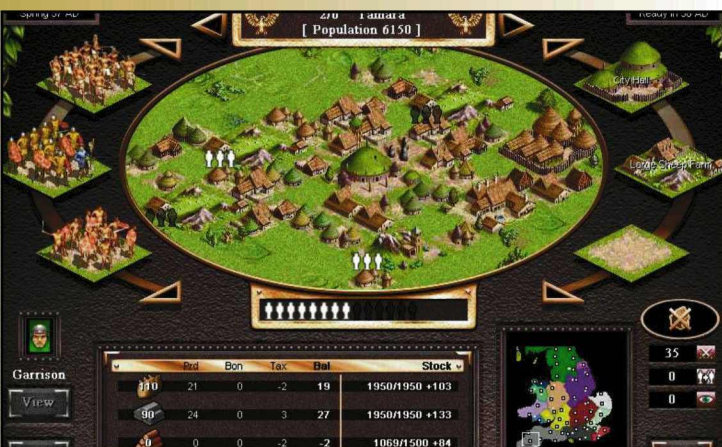 Spring 37 AD
2/6 Tamara
Ready in 38 AD
[ Population 6150 ]
City Hall
Large Sheep Farm
Garrison
View
Prd Bon Tax Bal Stock
110 21 0 -2 19 1950/1950 +103
90 24 0 3 27 1950/1950 +133
0 0 0 -2 -2 1069/1500 +84
35
0
0